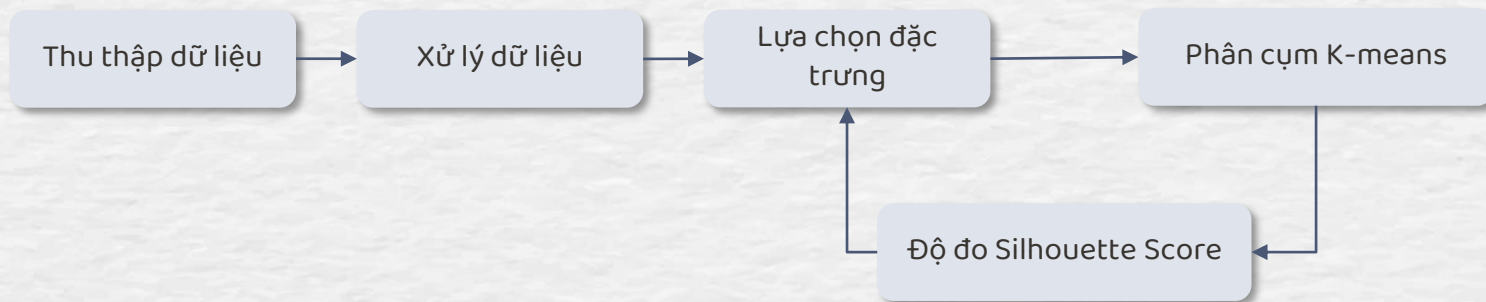 Thu thập dữ liệu
Xử lý dữ liệu
Lựa chọn đặc
trưng
Phân cụm K-means
Độ đo Silhouette Score